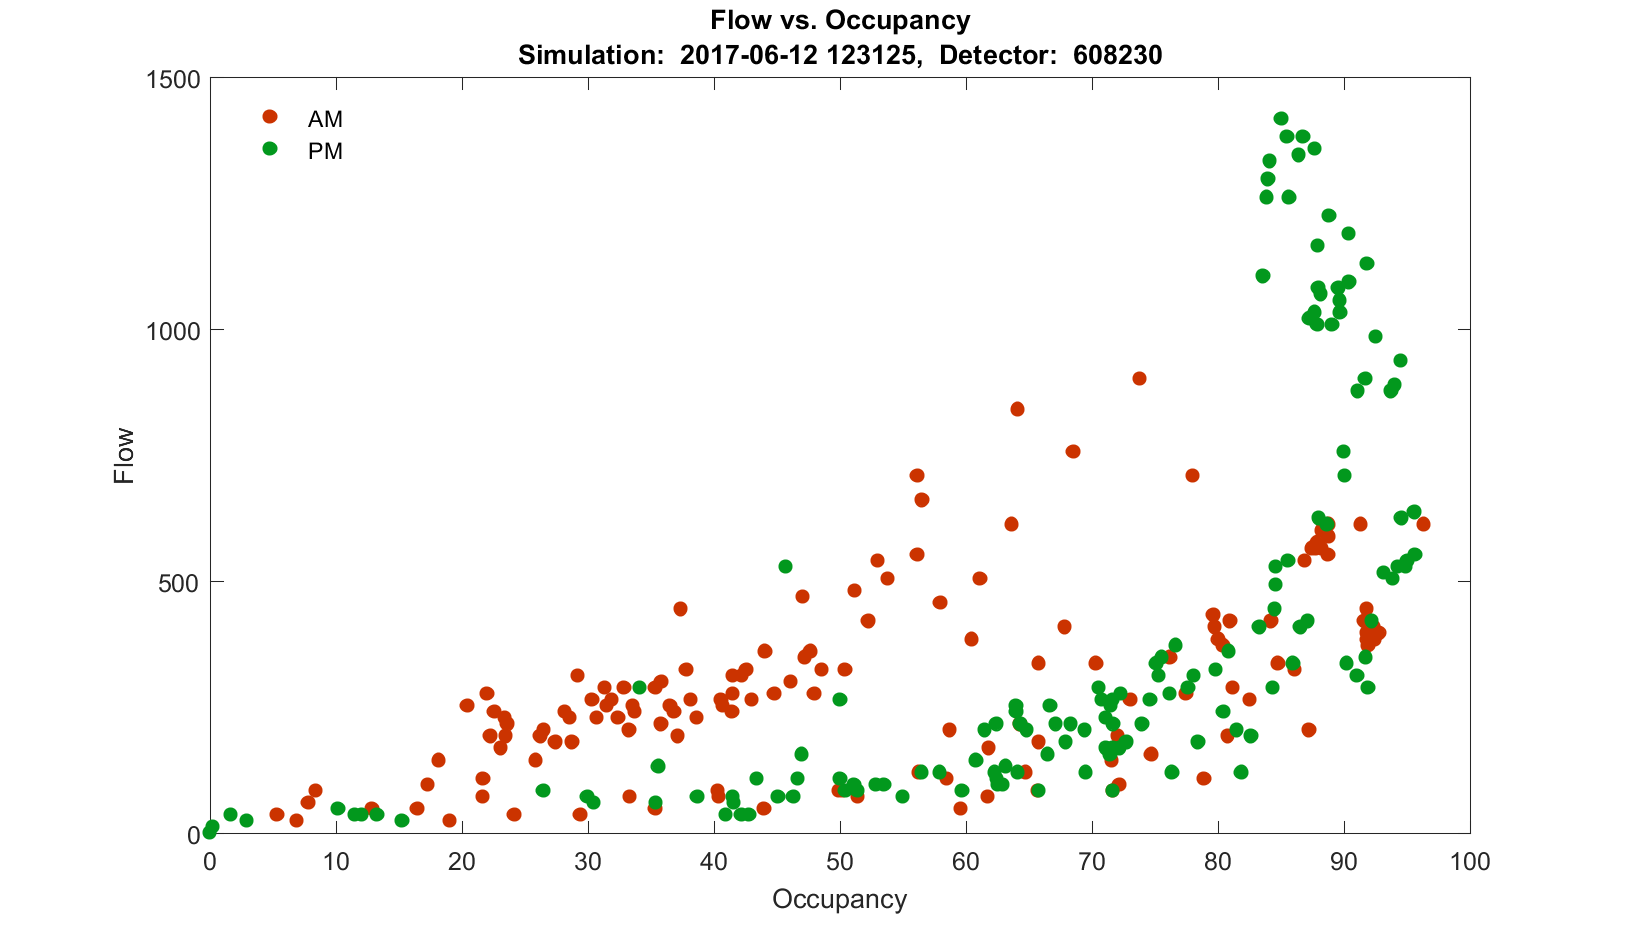 Flow vs. Occupancy
Simulation:  2017-06-12 123125,  Detector:  608230
1500
AM
PM
1000
Flow
500
0
0 10 20 30 40 50 60 70 80 90 100
Occupancy